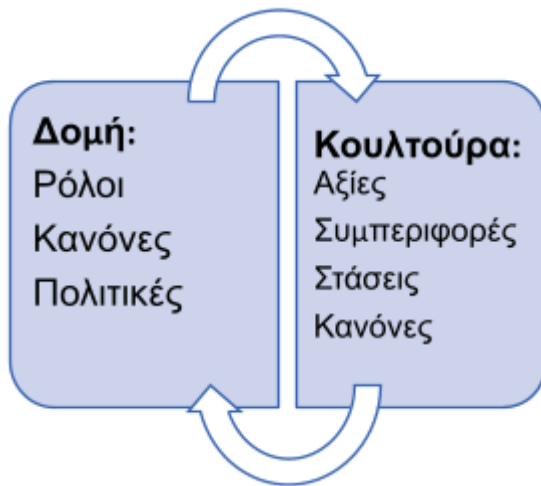 Δομή:
Ρόλοι
Κανόνες
Πολιτικές
Κουλτούρα:
Αξίες
Συμπεριφορές
Στάσεις
Κανόνες